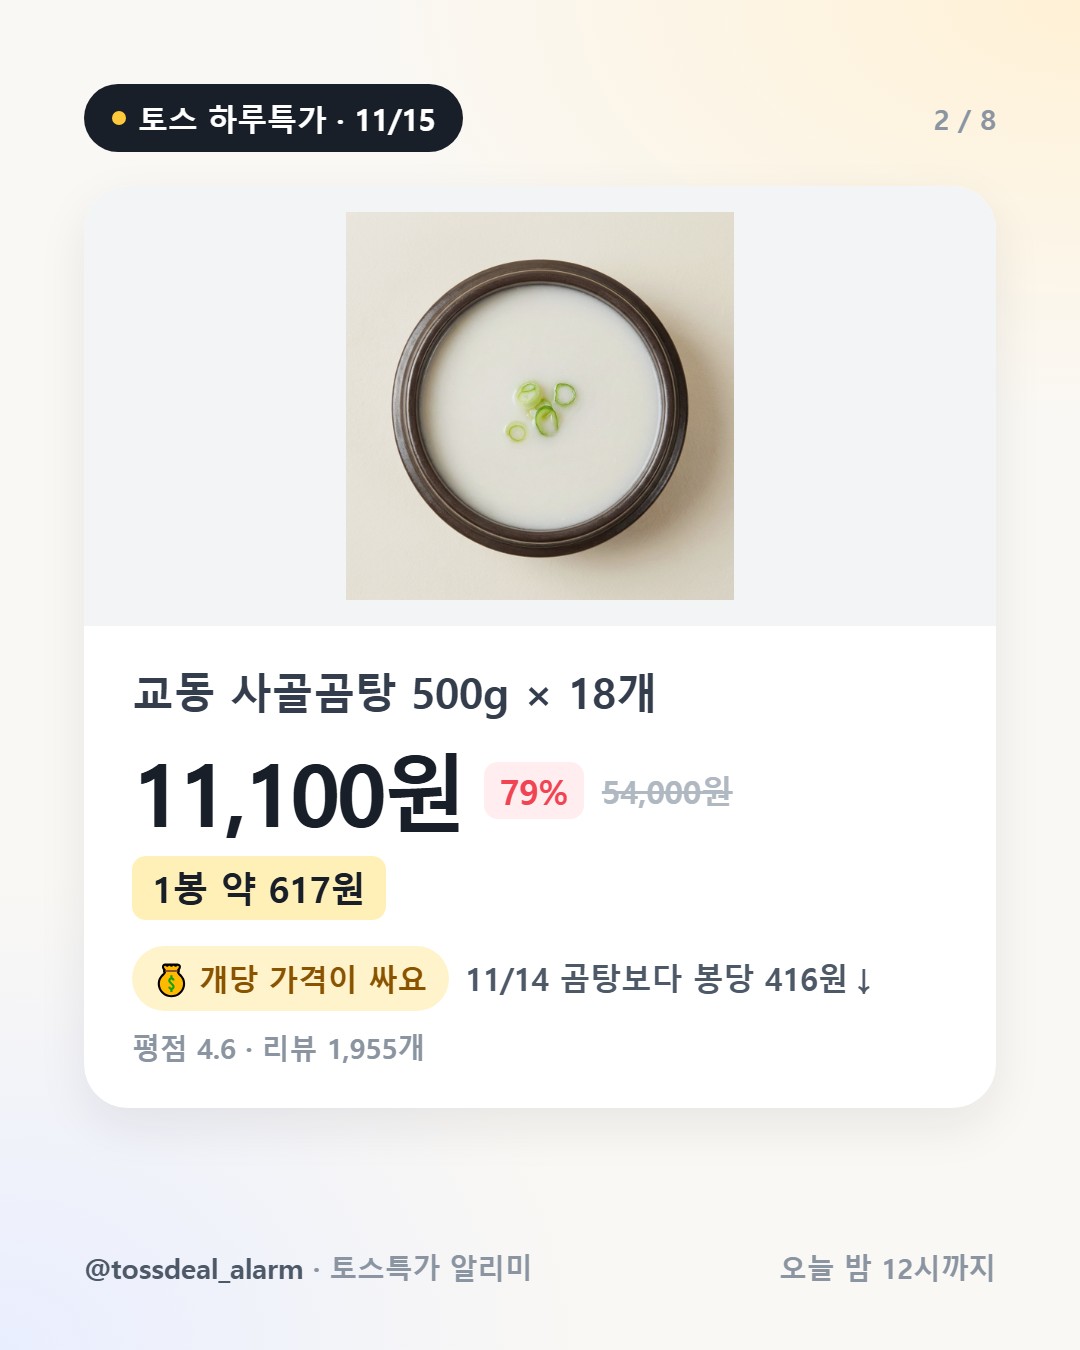 토스 하루특가 · 11/15
2 / 8
교동 사골곰탕 500g × 18개
11,100원 79% 54,000원
1봉 약 617원
개당 가격이 싸요 11/14 곰탕보다 봉당 416원↓
평점 4.6 · 리뷰 1,955개
@tossdeal_alarm · 토스특가 알리미
오늘 밤 12시까지